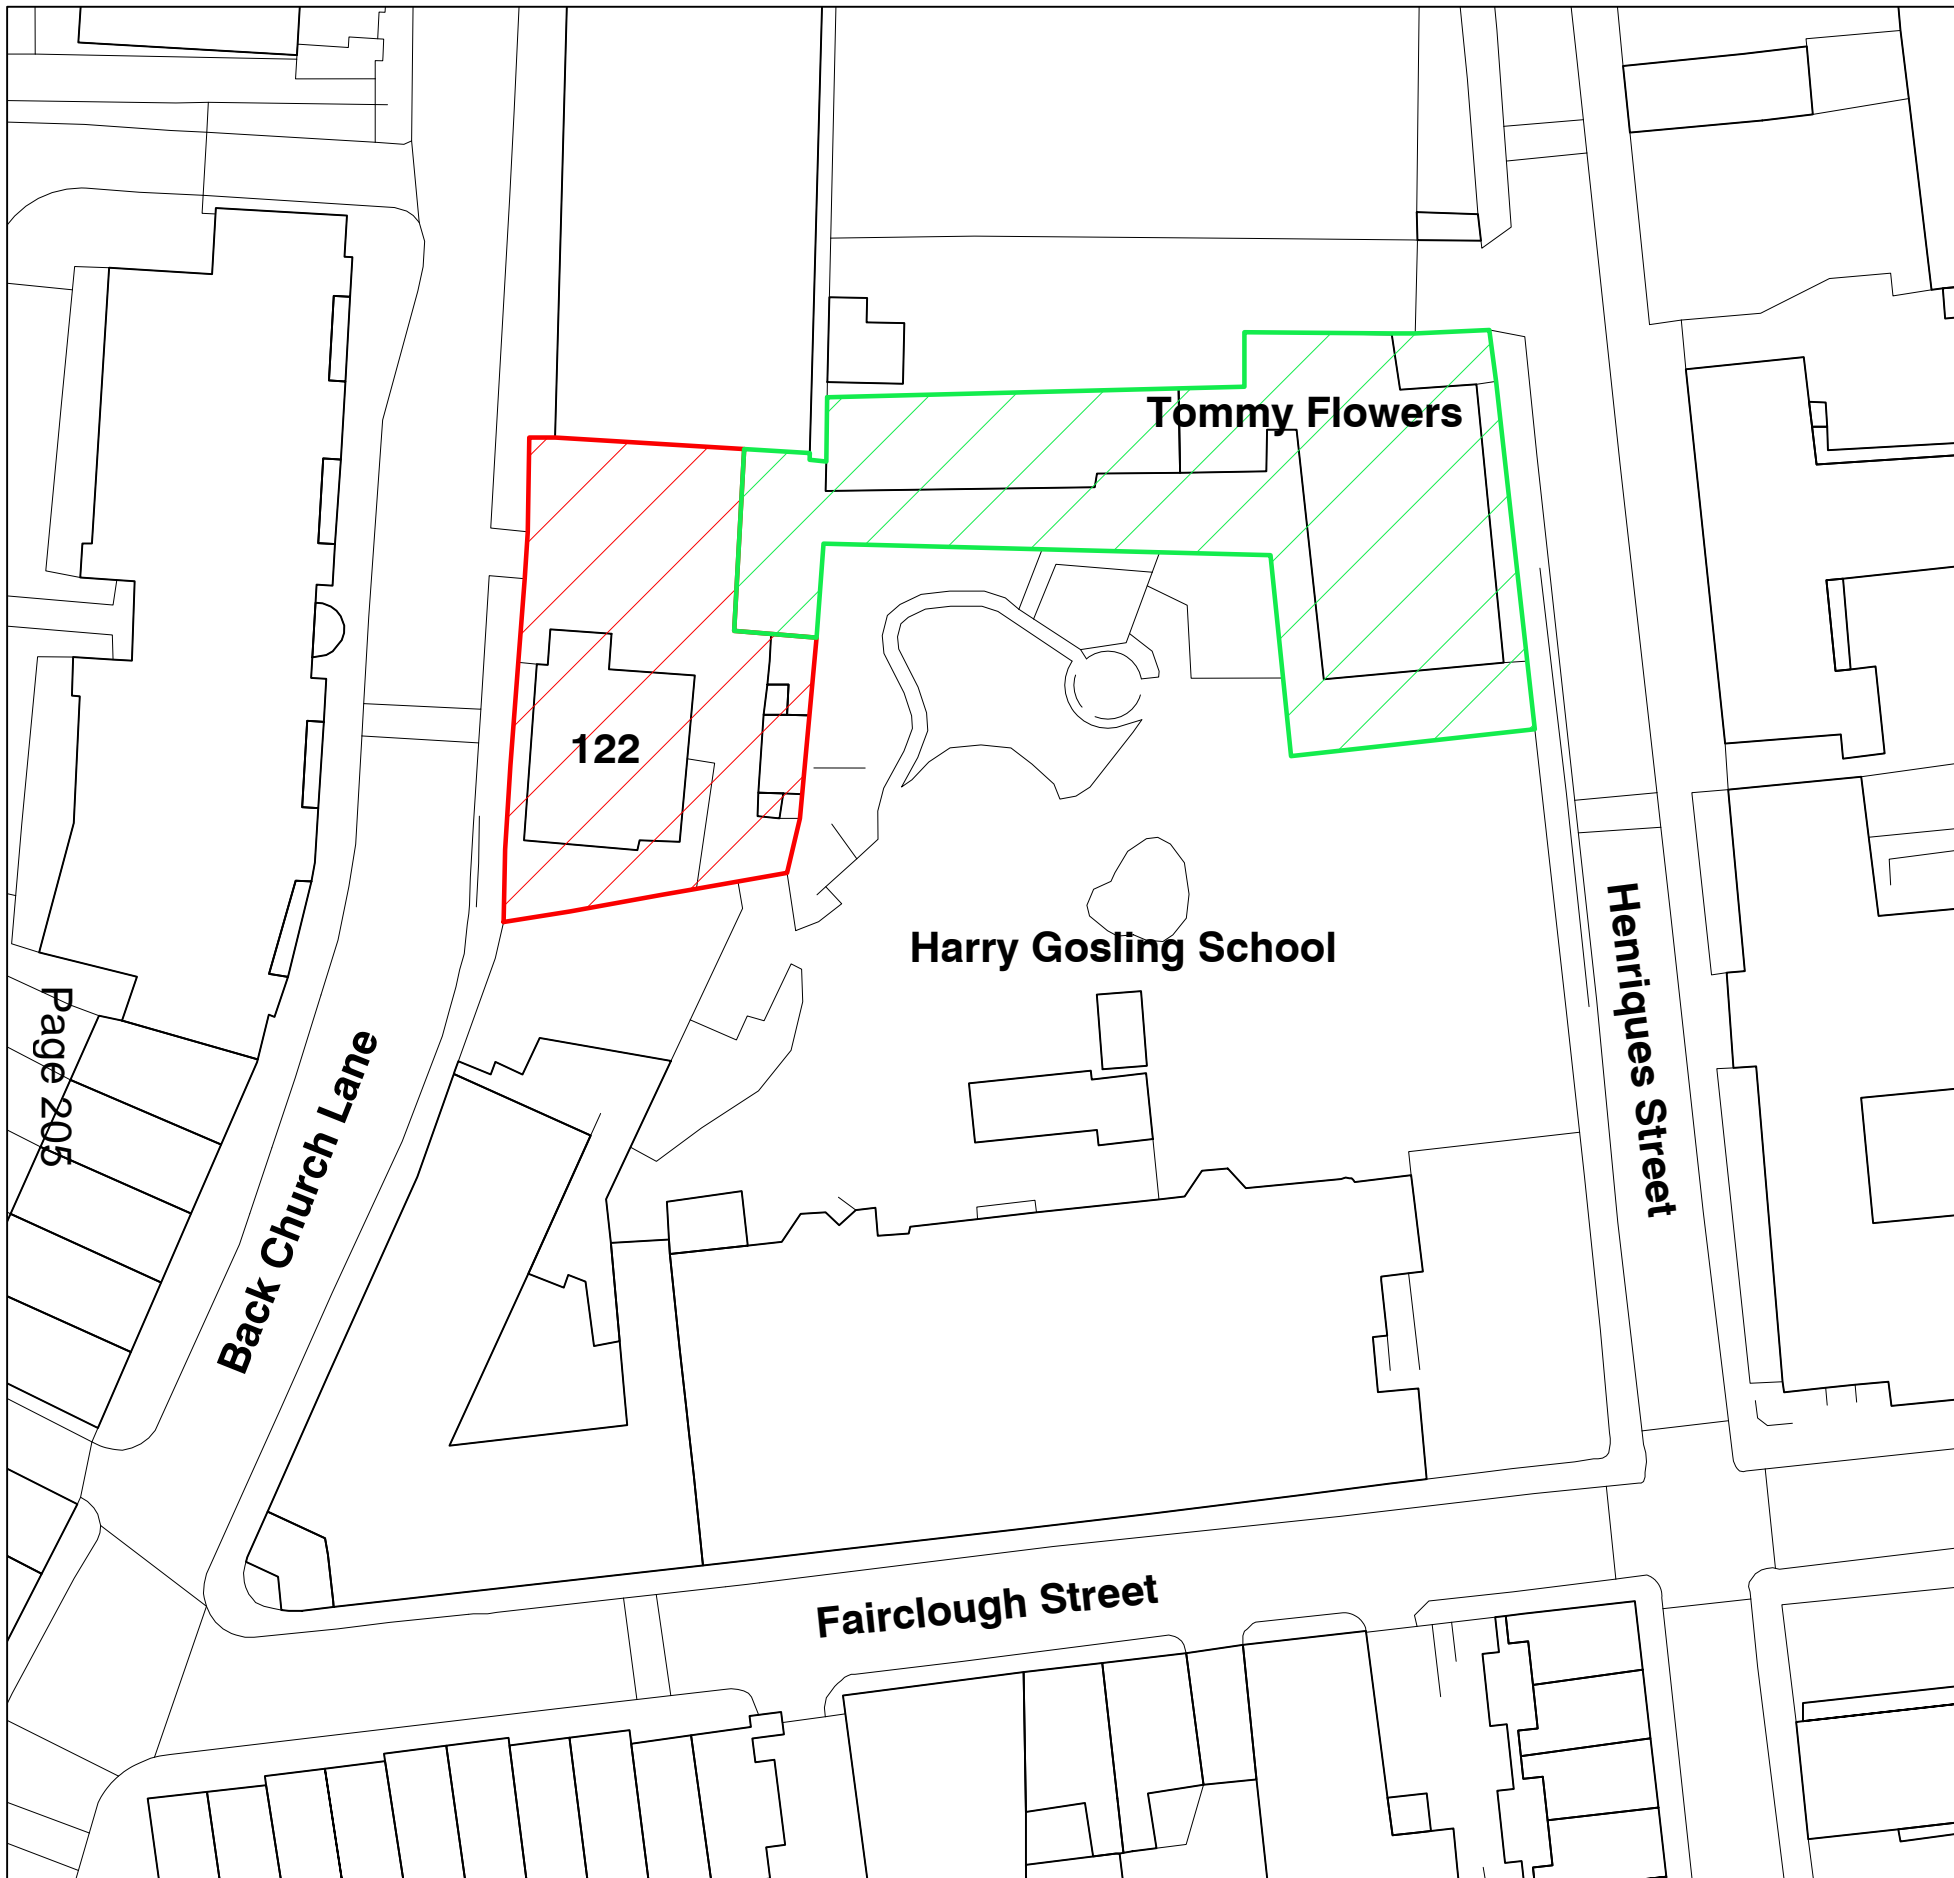 Tommy Flowers
122
Harry Gosling School
Henriques Street
Page 205
Back Church Lane
Fairclough Street